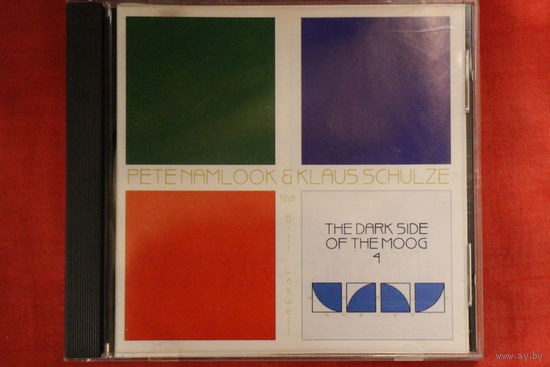 PETE NAMLOOK & KLAUS SCHULZE
feat. Bill Laswell
THE DARK SIDE
OF THE MOOG
4
www.ay.by